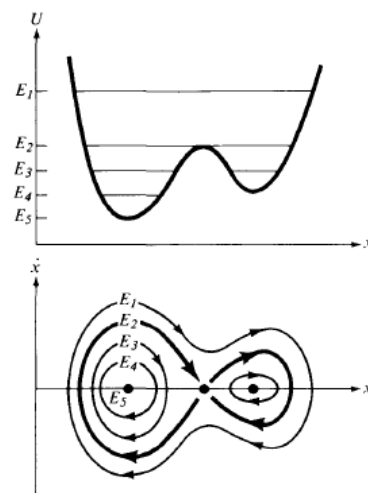 U
E₁
E₂
E₃
E₄
E₅
x
ẋ
E₁
E₂
E₃
E₄
E₅
x